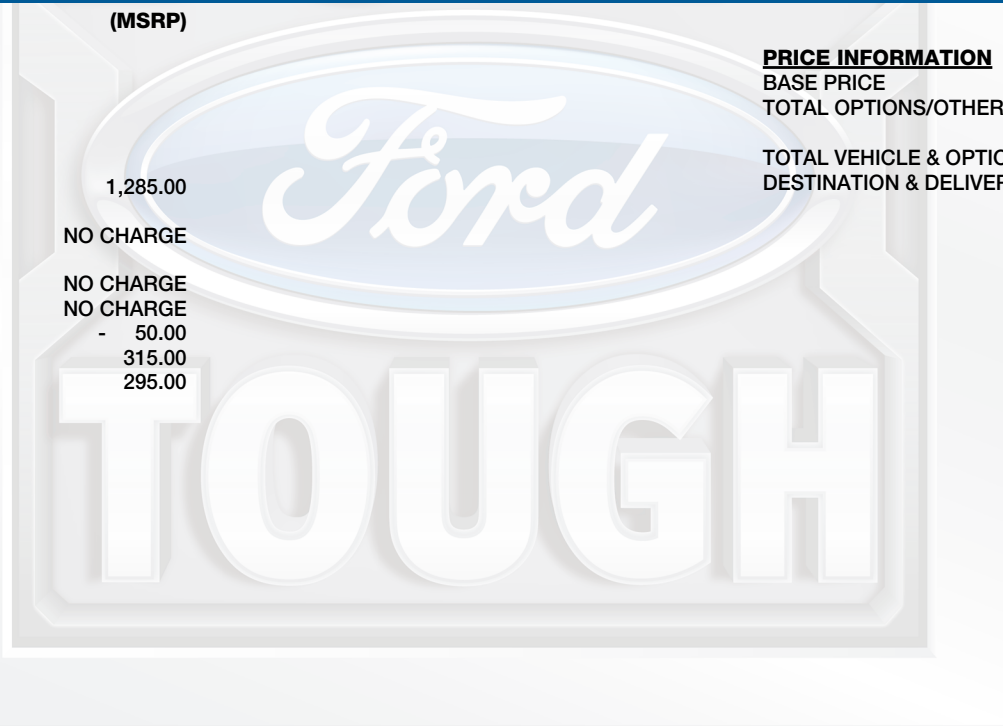 (MSRP)
1,285.00
NO CHARGE
NO CHARGE
NO CHARGE
- 50.00
315.00
295.00
PRICE INFORMATION
BASE PRICE
TOTAL OPTIONS/OTHER
TOTAL VEHICLE & OPTIO
DESTINATION & DELIVER
Ford
TOUGH